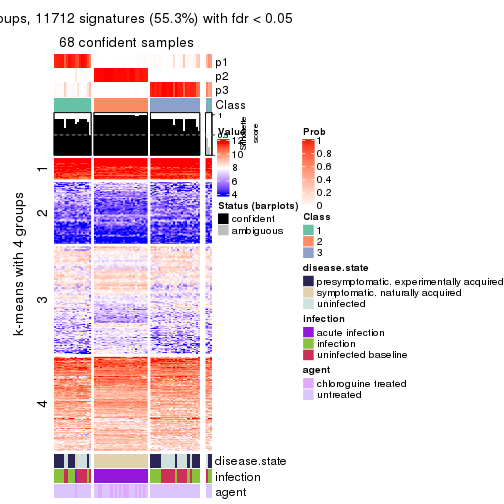 oups, 11712 signatures (55.3%) with fdr < 0.05
68 confident samples
p1
p2
p3
Class
1
0.5
Silhouette
score
Value
12
10
8
6
4
Prob
1
0.8
0.6
0.4
0.2
0
Status (barplots)
confident
ambiguous
Class
1
2
3
disease.state
presymptomatic. experimentally acquired
symptomatic. naturally acquired
uninfected
infection
acute infection
infection
uninfected baseline
agent
chloroguine treated
untreated
k-means with 4 groups
1
2
3
4
disease.state
infection
agent